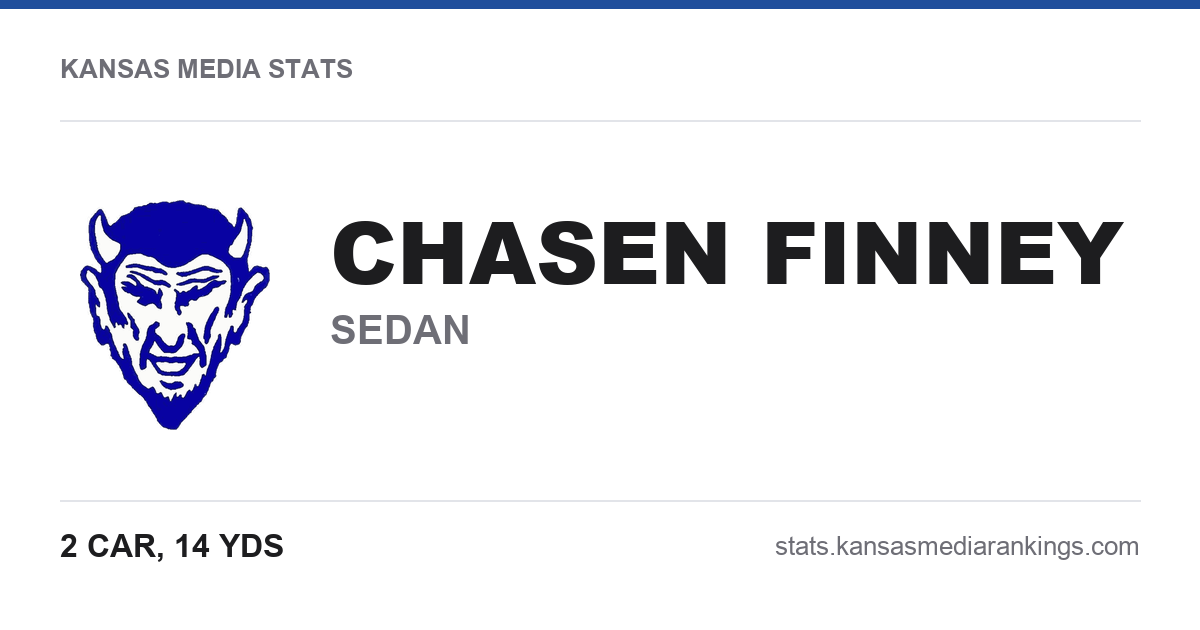 KANSAS MEDIA STATS
CHASEN FINNEY
SEDAN
2 CAR, 14 YDS
stats.kansasmediarankings.com